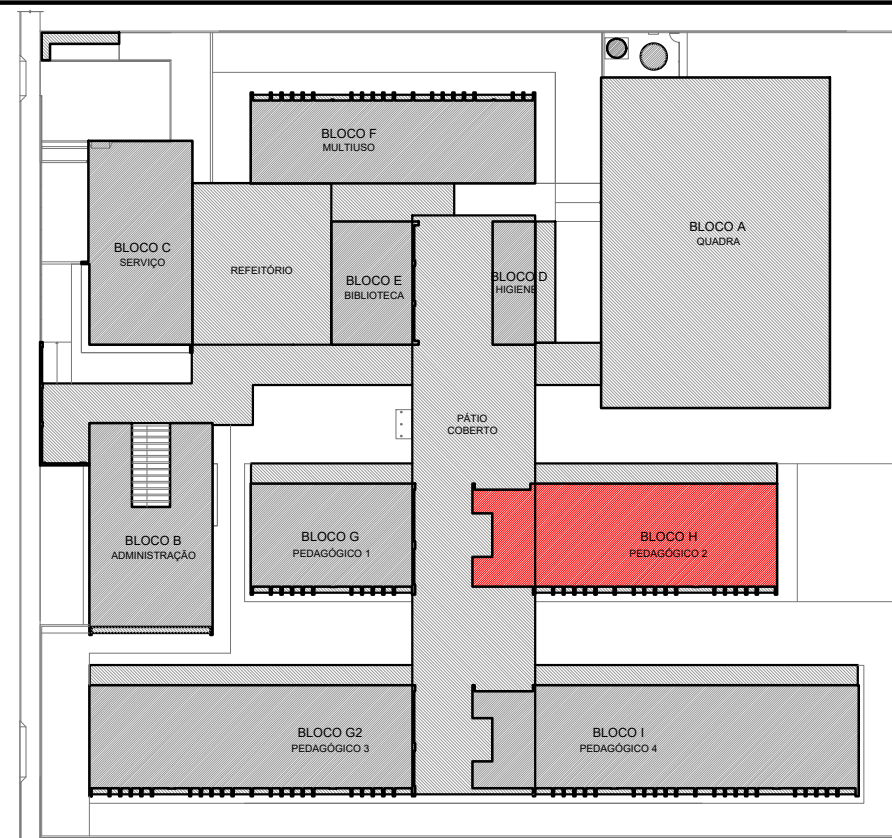 BLOCO F
MULTIUSO
BLOCO A
QUADRA
BLOCO C
SERVIÇO
REFEITÓRIO
BLOCO E
BIBLIOTECA
BLOCO D
HIGIENE
PÁTIO
COBERTO
BLOCO B
ADMINISTRAÇÃO
BLOCO G
PEDAGÓGICO 1
BLOCO H
PEDAGÓGICO 2
BLOCO G2
PEDAGÓGICO 3
BLOCO I
PEDAGÓGICO 4